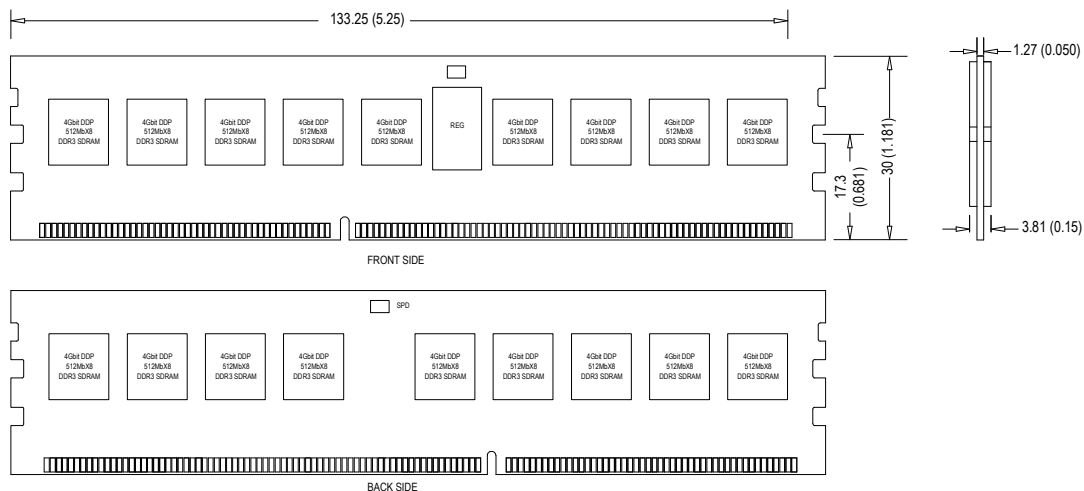 133.25 (5.25)
1.27 (0.050)
4Gbit DDP
512MbX8
DDR3 SDRAM
4Gbit DDP
512MbX8
DDR3 SDRAM
4Gbit DDP
512MbX8
DDR3 SDRAM
4Gbit DDP
512MbX8
DDR3 SDRAM
4Gbit DDP
512MbX8
DDR3 SDRAM
REG
4Gbit DDP
512MbX8
DDR3 SDRAM
4Gbit DDP
512MbX8
DDR3 SDRAM
4Gbit DDP
512MbX8
DDR3 SDRAM
4Gbit DDP
512MbX8
DDR3 SDRAM
17.3
(0.681)
30 (1.181)
3.81 (0.15)
FRONT SIDE
SPD
4Gbit DDP
512MbX8
DDR3 SDRAM
4Gbit DDP
512MbX8
DDR3 SDRAM
4Gbit DDP
512MbX8
DDR3 SDRAM
4Gbit DDP
512MbX8
DDR3 SDRAM
4Gbit DDP
512MbX8
DDR3 SDRAM
4Gbit DDP
512MbX8
DDR3 SDRAM
4Gbit DDP
512MbX8
DDR3 SDRAM
4Gbit DDP
512MbX8
DDR3 SDRAM
4Gbit DDP
512MbX8
DDR3 SDRAM
BACK SIDE